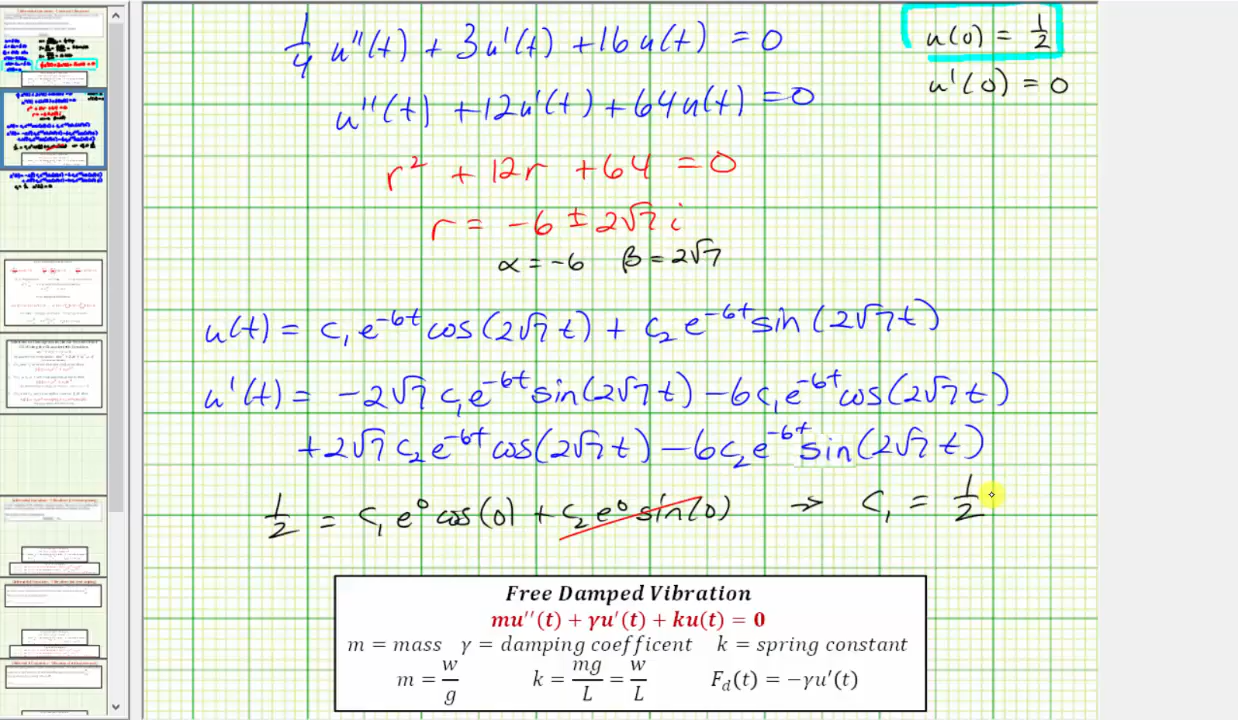 1/4 u''(t) + 3u'(t) + 16u(t) = 0
u(0) = 1/2
u''(t) + 12u'(t) + 64u(t) = 0
u'(0) = 0
r² + 12r + 64 = 0
r = -6 ± 2√7 i
α = -6 β = 2√7
u(t) = c₁e^(-6t) cos(2√7 t) + c₂ e^(-6t) sin(2√7 t)
u'(t) = -2√7 c₁e^(-6t) sin(2√7 t) - 6c₁e^(-6t) cos(2√7 t)
+ 2√7 c₂e^(-6t) cos(2√7 t) - 6c₂e^(-6t) sin(2√7 t)
1/2 = c₁e⁰ cos(0) + c₂e⁰ sin(0) → c₁ = 1/2
Free Damped Vibration
mu''(t) + γu'(t) + ku(t) = 0
m = mass γ = damping coefficent k = spring constant
m = w/g k = mg/L = w/L F_d(t) = −γu'(t)